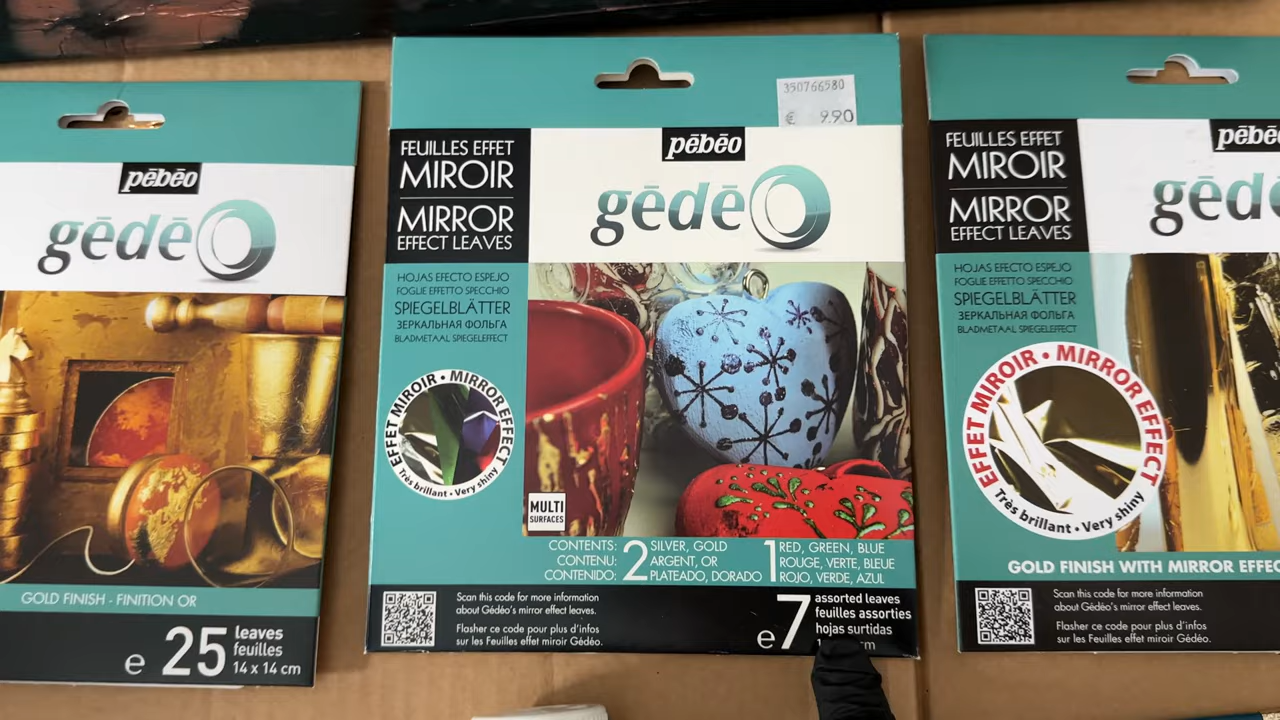 pēbēo
gēdēo
GOLD FINISH - FINITION OR
e 25 leaves
feuilles
14 x 14 cm
350766580
€ 9.90
FEUILLES EFFET
MIROIR
MIRROR
EFFECT LEAVES
pēbēo
gēdēo
HOJAS EFECTO ESPEJO
FOGLIE EFFETTO SPECCHIO
SPIEGELBLÄTTER
ЗЕРКАЛЬНАЯ ФОЛЬГА
BLADMETAAL SPIEGELEFFECT
EFFET MIROIR • MIRROR EFFECT
Très brillant • Very shiny
MULTI
SURFACES
CONTENTS: 2 SILVER, GOLD 1 RED, GREEN, BLUE
CONTENU: ARGENT, OR ROUGE, VERTE, BLEUE
CONTENIDO: PLATEADO, DORADO ROJO, VERDE, AZUL
Scan this code for more information
about Gédéo's mirror effect leaves.
Flasher ce code pour plus d'infos
sur les Feuilles effet miroir Gédéo.
e 7 assorted leaves
feuilles assorties
hojas surtidas
FEUILLES EFFET
MIROIR
MIRROR
EFFECT LEAVES
pēbēo
gēdē
HOJAS EFECTO ESPEJO
FOGLIE EFFETTO SPECCHIO
SPIEGELBLÄTTER
ЗЕРКАЛЬНАЯ ФОЛЬГА
BLADMETAAL SPIEGELEFFECT
EFFET MIROIR • MIRROR EFFECT
Très brillant • Very shiny
GOLD FINISH WITH MIRROR EFFEC
Scan this code for more information
about Gédéo's mirror effect leaves.
Flasher ce code pour plus d'infos
sur les Feuilles effet miroir Gédéo.